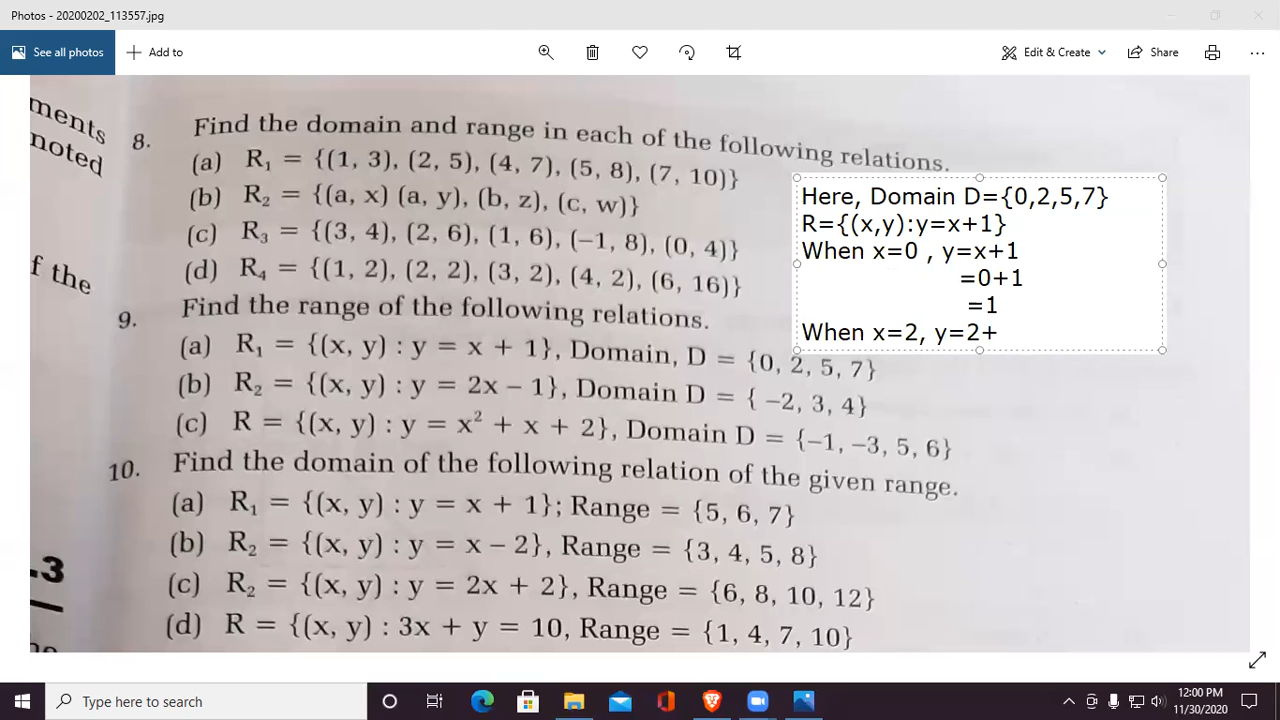 Photos - 20200202_113557.jpg
See all photos
Add to
Edit & Create
Share
ments
noted
f the
.3
8. Find the domain and range in each of the following relations.
(a) R₁ = {(1, 3), (2, 5), (4, 7), (5, 8), (7, 10)}
(b) R₂ = {(a, x) (a, y), (b, z), (c, w)}
(c) R₃ = {(3, 4), (2, 6), (1, 6), (−1, 8), (0, 4)}
(d) R₄ = {(1, 2), (2, 2), (3, 2), (4, 2), (6, 16)}
9. Find the range of the following relations.
(a) R₁ = {(x, y) : y = x + 1}, Domain, D = {0, 2, 5, 7}
(b) R₂ = {(x, y) : y = 2x − 1}, Domain D = { −2, 3, 4}
(c) R = {(x, y) : y = x² + x + 2}, Domain D = {−1, −3, 5, 6}
10. Find the domain of the following relation of the given range.
(a) R₁ = {(x, y) : y = x + 1}; Range = {5, 6, 7}
(b) R₂ = {(x, y) : y = x − 2}, Range = {3, 4, 5, 8}
(c) R₂ = {(x, y) : y = 2x + 2}, Range = {6, 8, 10, 12}
(d) R = {(x, y) : 3x + y = 10, Range = {1, 4, 7, 10}
Here, Domain D={0,2,5,7}
R={(x,y):y=x+1}
When x=0 , y=x+1
=0+1
=1
When x=2, y=2+
Type here to search
12:00 PM
11/30/2020